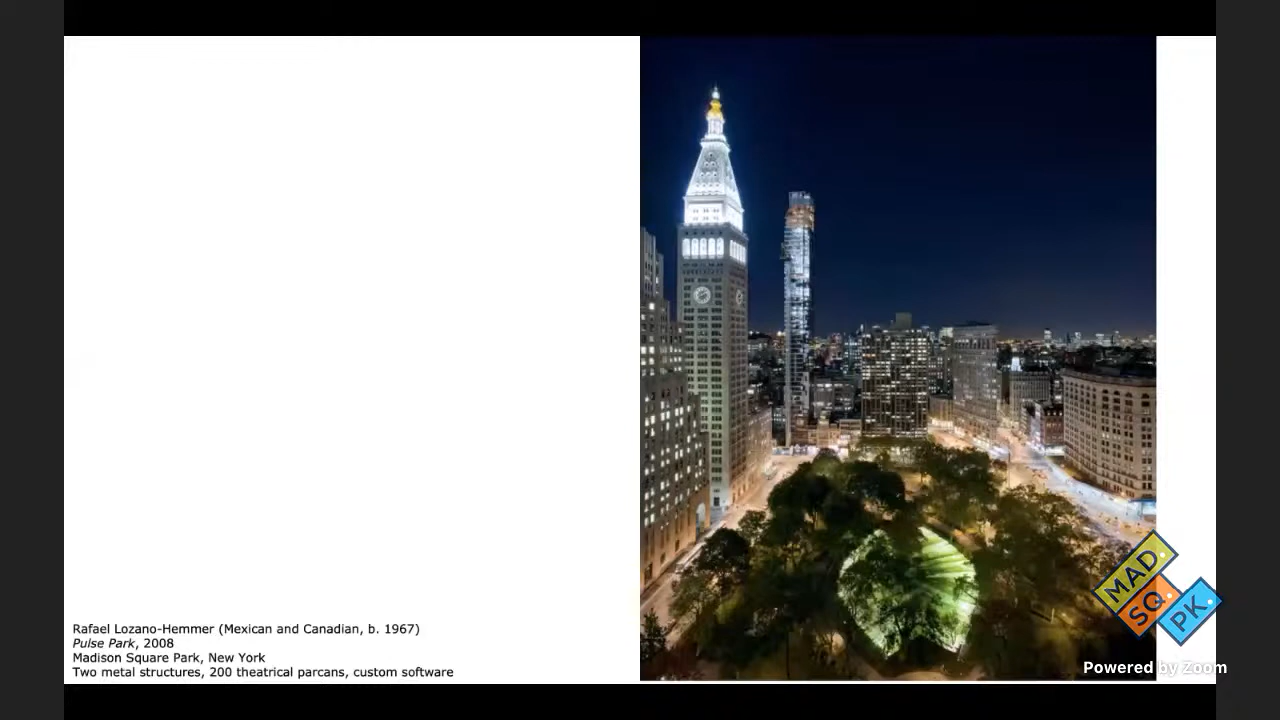 Rafael Lozano-Hemmer (Mexican and Canadian, b. 1967)
Pulse Park, 2008
Madison Square Park, New York
Two metal structures, 200 theatrical parcans, custom software
MAD.
SQ.
PK.
Powered by Zoom